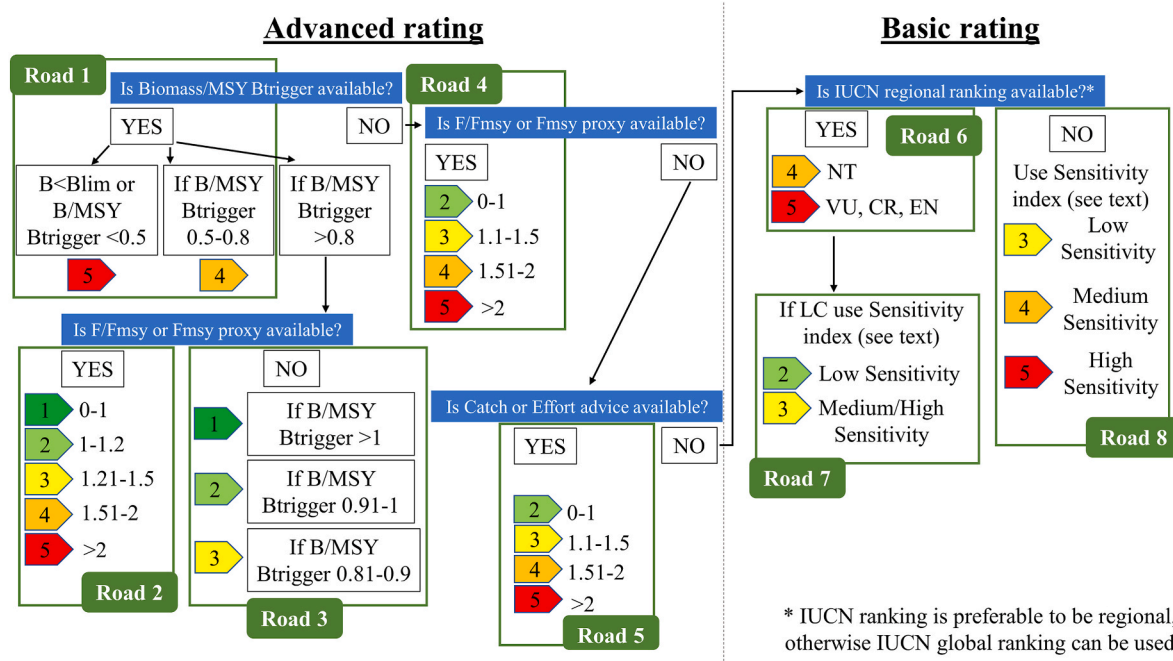 Advanced rating
Road 1
Is Biomass/MSY Btrigger available?
YES
NO
B<Blim or
B/MSY
Btrigger <0.5
5
If B/MSY
Btrigger
0.5-0.8
4
If B/MSY
Btrigger
>0.8
Road 4
Is F/Fmsy or Fmsy proxy available?
YES
NO
2 0-1
3 1.1-1.5
4 1.51-2
5 >2
Is F/Fmsy or Fmsy proxy available?
YES
1 0-1
2 1-1.2
3 1.21-1.5
4 1.51-2
5 >2
Road 2
NO
1
If B/MSY
Btrigger >1
2
If B/MSY
Btrigger 0.91-1
3
If B/MSY
Btrigger 0.81-0.9
Road 3
Is Catch or Effort advice available?
YES
NO
2 0-1
3 1.1-1.5
4 1.51-2
5 >2
Road 5
Basic rating
Is IUCN regional ranking available?*
YES
Road 6
4 NT
5 VU, CR, EN
If LC use Sensitivity
index (see text)
2 Low Sensitivity
3 Medium/High
Sensitivity
Road 7
NO
Use Sensitivity
index (see text)
3 Low
Sensitivity
4 Medium
Sensitivity
5 High
Sensitivity
Road 8
* IUCN ranking is preferable to be regional,
otherwise IUCN global ranking can be used